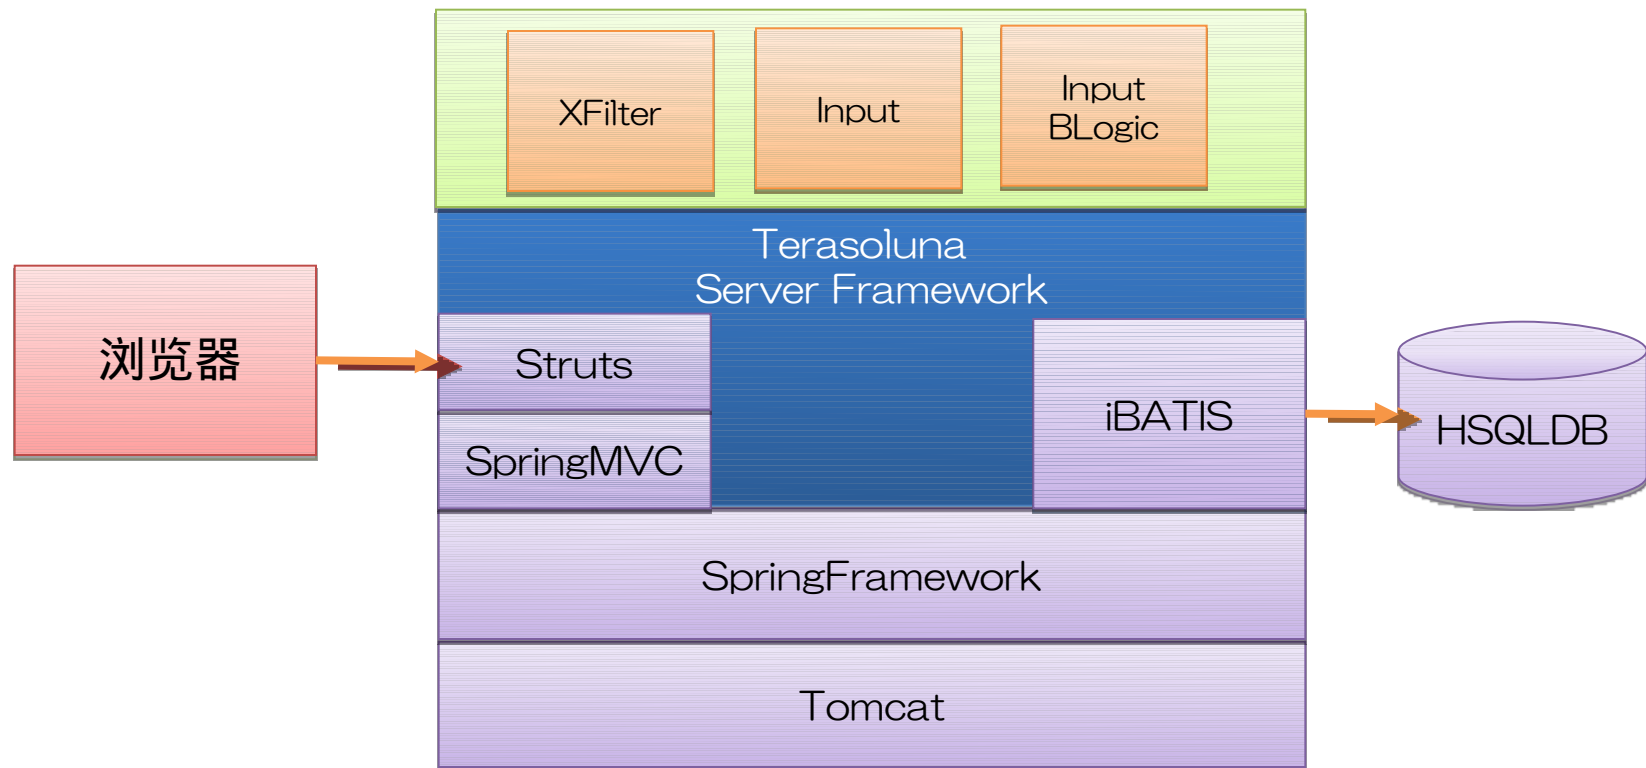 XFilter
Input
Input
BLogic
Terasoluna
Server Framework
浏览器
Struts
SpringMVC
iBATIS
HSQLDB
SpringFramework
Tomcat